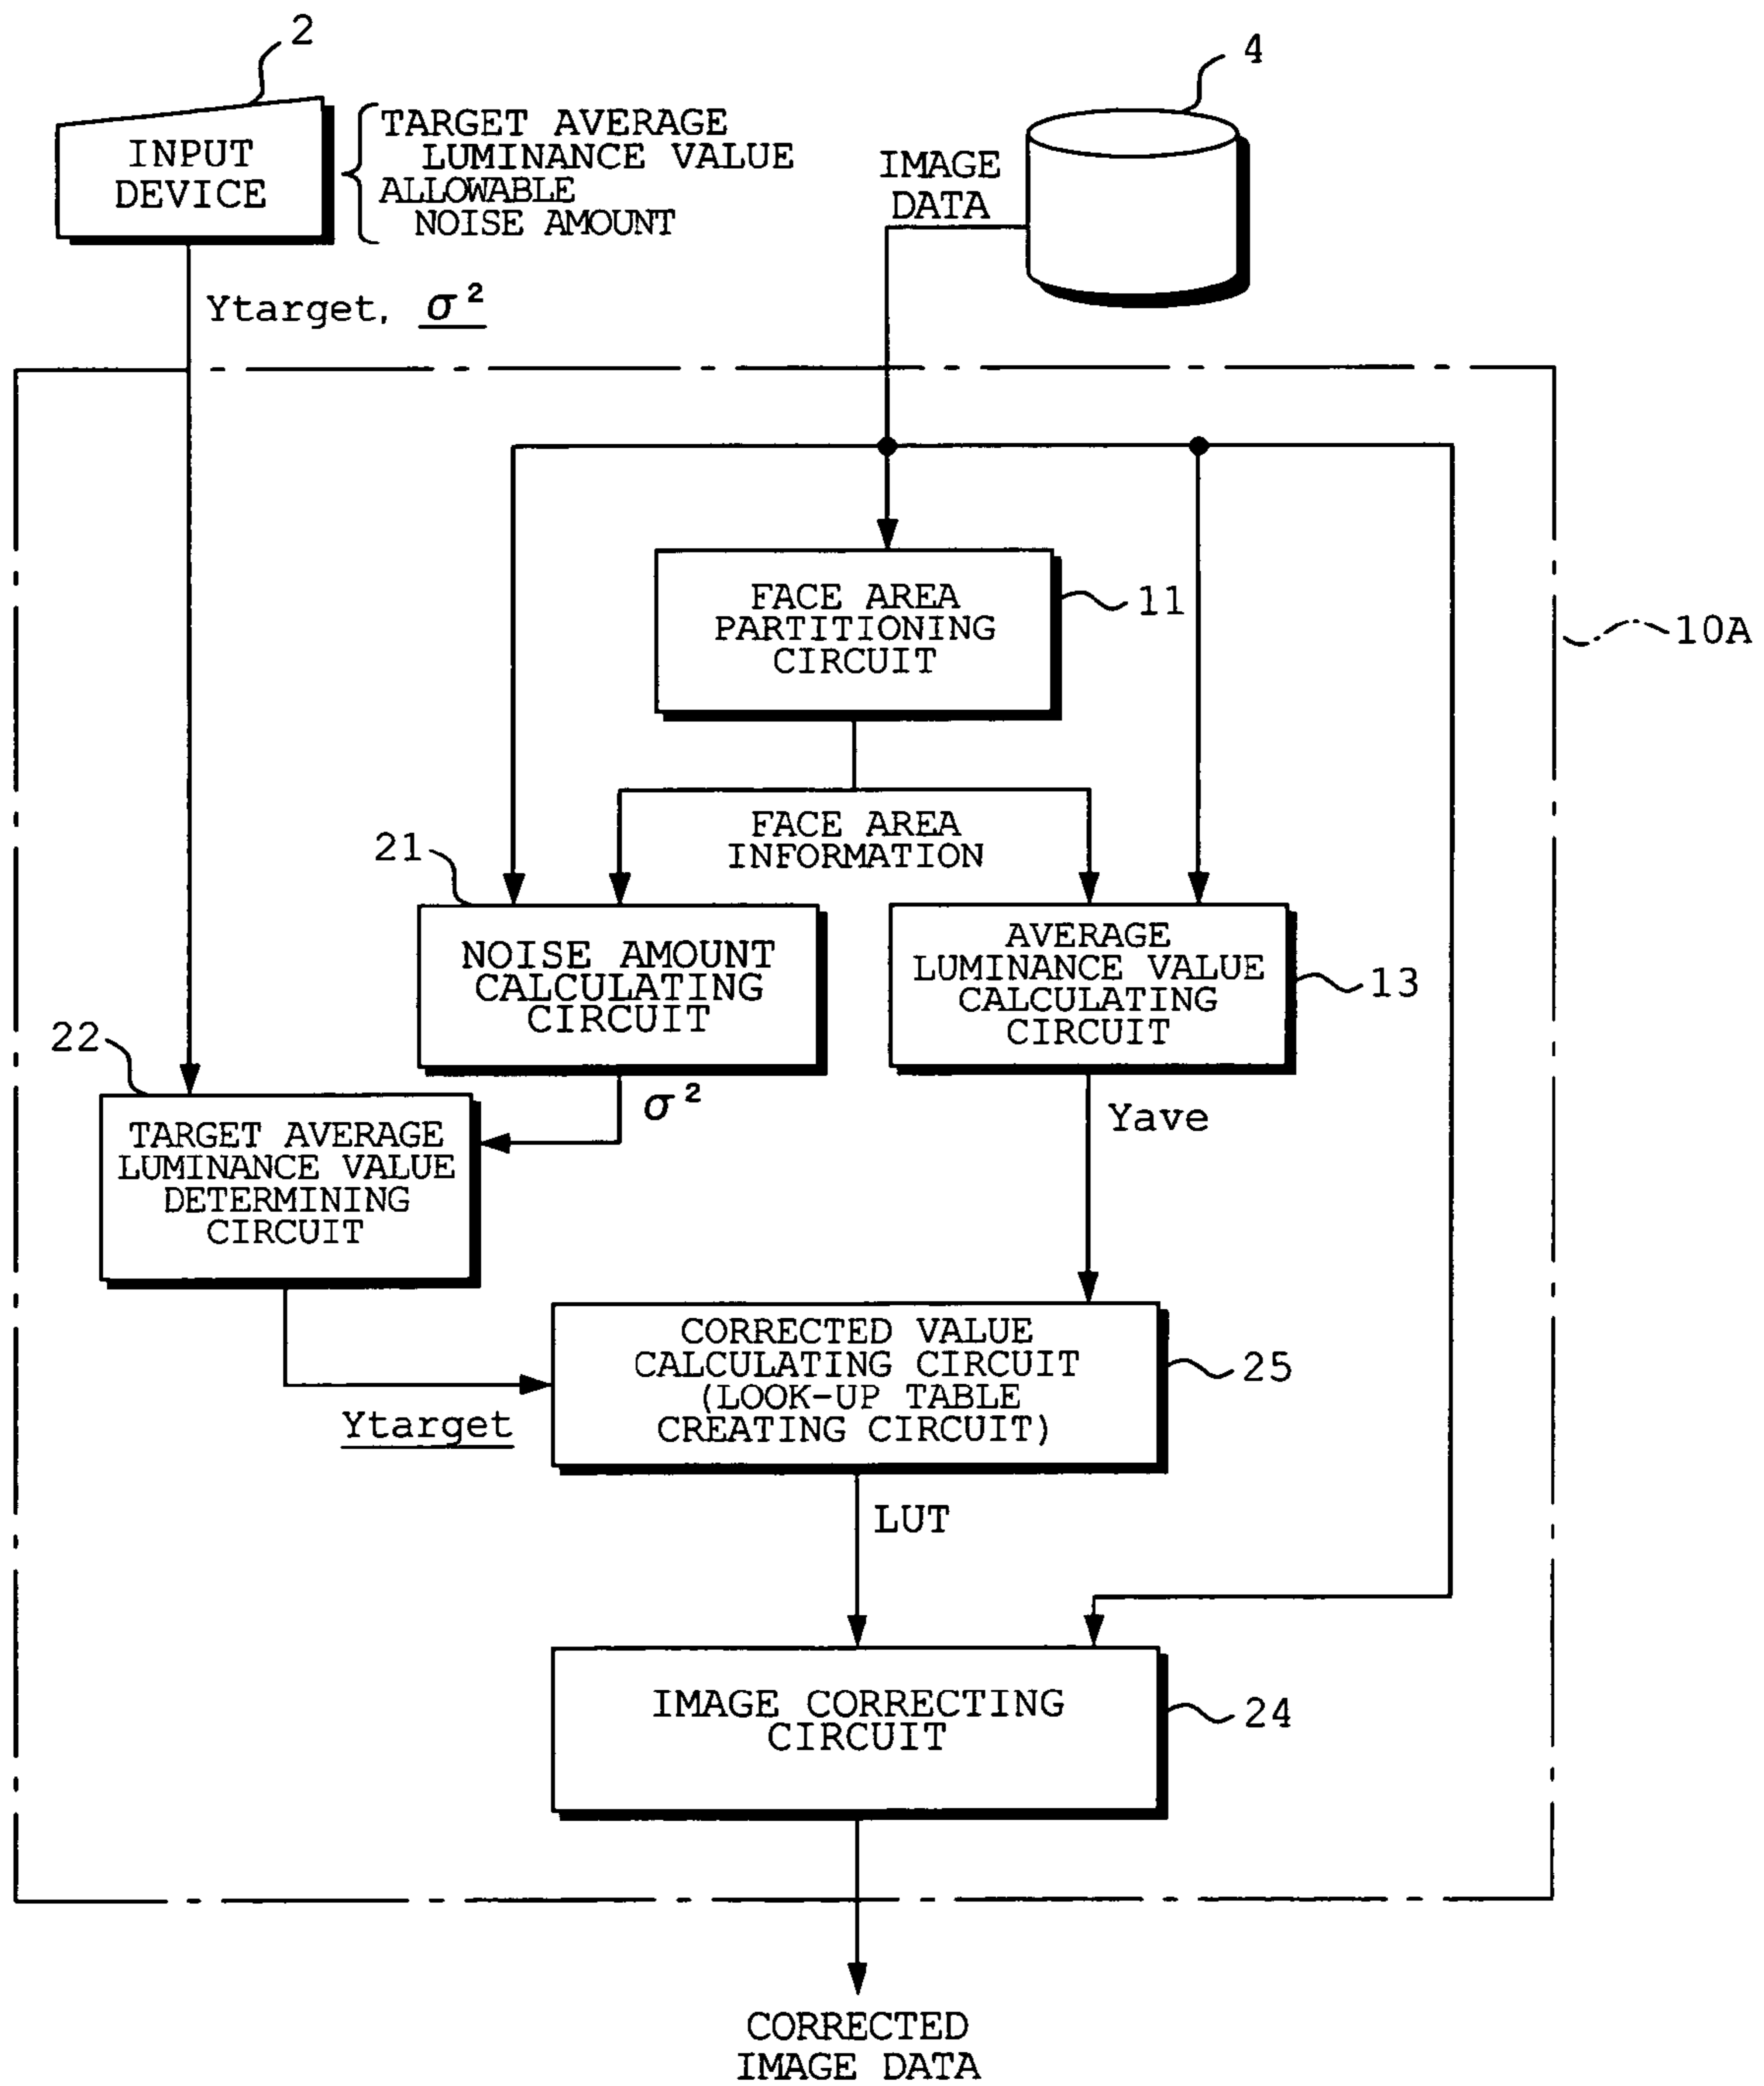 2
4
INPUT
DEVICE
TARGET AVERAGE
LUMINANCE VALUE
ALLOWABLE
NOISE AMOUNT
IMAGE
DATA
Ytarget, σ²
FACE AREA
PARTITIONING
CIRCUIT
11
10A
FACE AREA
INFORMATION
21
NOISE AMOUNT
CALCULATING
CIRCUIT
AVERAGE
LUMINANCE VALUE
CALCULATING
CIRCUIT
13
22
σ²
Yave
TARGET AVERAGE
LUMINANCE VALUE
DETERMINING
CIRCUIT
CORRECTED VALUE
CALCULATING CIRCUIT
(LOOK-UP TABLE
CREATING CIRCUIT)
25
Ytarget
LUT
IMAGE CORRECTING
CIRCUIT
24
CORRECTED
IMAGE DATA